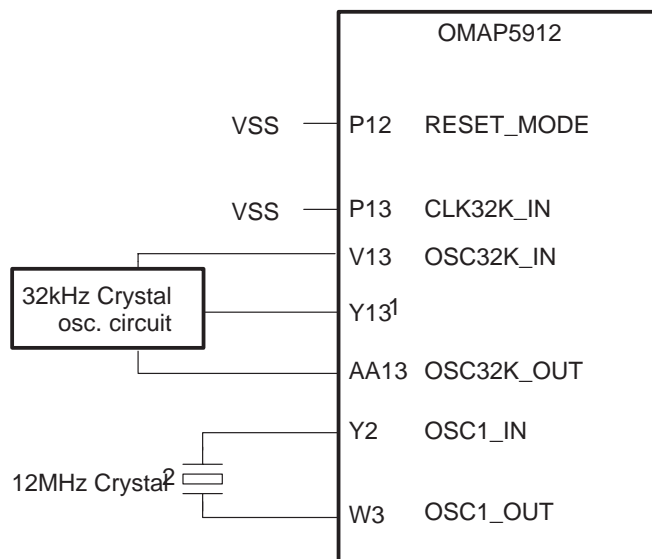 OMAP5912
VSS P12 RESET_MODE
VSS P13 CLK32K_IN
V13 OSC32K_IN
32kHz Crystal
osc. circuit
Y13 1
AA13 OSC32K_OUT
Y2 OSC1_IN
12MHz Crystal 2
W3 OSC1_OUT